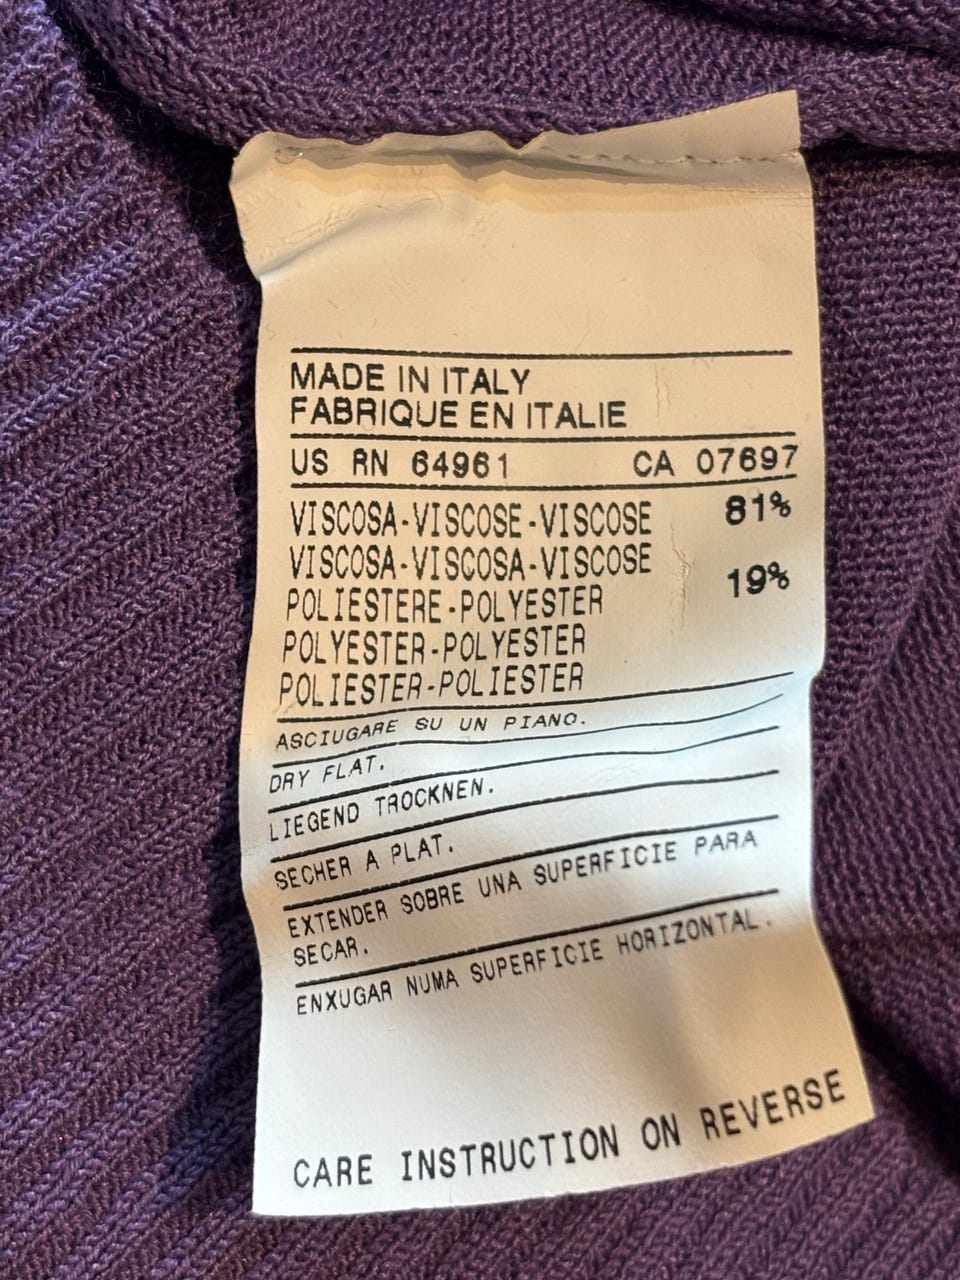 MADE IN ITALY
FABRIQUE EN ITALIE
US RN 64961 CA 07697
VISCOSA-VISCOSE-VISCOSE 81%
VISCOSA-VISCOSA-VISCOSE
POLIESTERE-POLYESTER 19%
POLYESTER-POLYESTER
POLIESTER-POLIESTER
ASCIUGARE SU UN PIANO.
DRY FLAT.
LIEGEND TROCKNEN.
SECHER A PLAT.
EXTENDER SOBRE UNA SUPERFICIE PARA
SECAR.
ENXUGAR NUMA SUPERFICIE HORIZONTAL.
CARE INSTRUCTION ON REVERSE